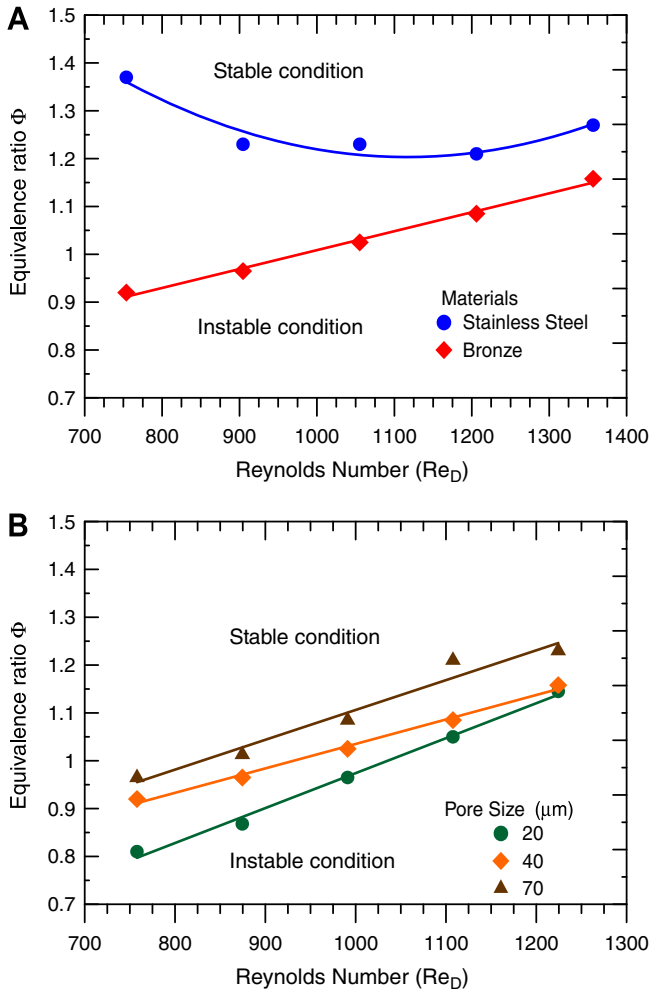 A
1.5
1.4
1.3
1.2
1.1
1
0.9
0.8
0.7
Equivalence ratio Φ
Stable condition
Instable condition
Materials
Stainless Steel
Bronze
700 800 900 1000 1100 1200 1300 1400
Reynolds Number (Re_D)
B
1.5
1.4
1.3
1.2
1.1
1
0.9
0.8
0.7
Equivalence ratio Φ
Stable condition
Instable condition
Pore Size (μm)
20
40
70
700 800 900 1000 1100 1200 1300
Reynolds Number (Re_D)